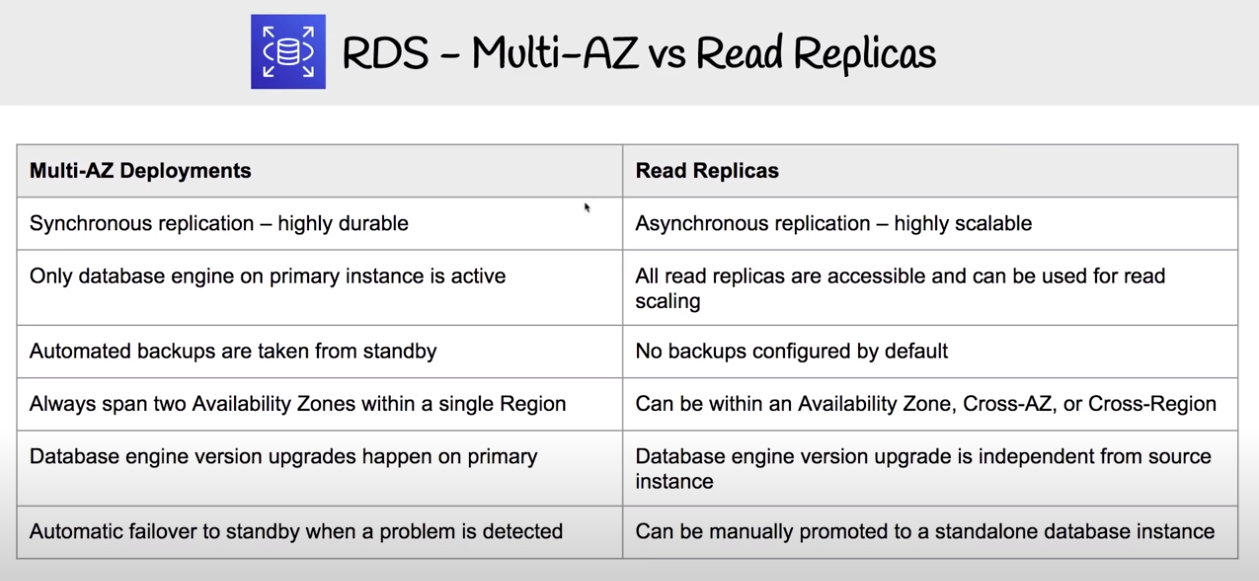 RDS – Multi-AZ vs Read Replicas
Multi-AZ Deployments
Read Replicas
Synchronous replication – highly durable
Asynchronous replication – highly scalable
Only database engine on primary instance is active
All read replicas are accessible and can be used for read
scaling
Automated backups are taken from standby
No backups configured by default
Always span two Availability Zones within a single Region
Can be within an Availability Zone, Cross-AZ, or Cross-Region
Database engine version upgrades happen on primary
Database engine version upgrade is independent from source
instance
Automatic failover to standby when a problem is detected
Can be manually promoted to a standalone database instance